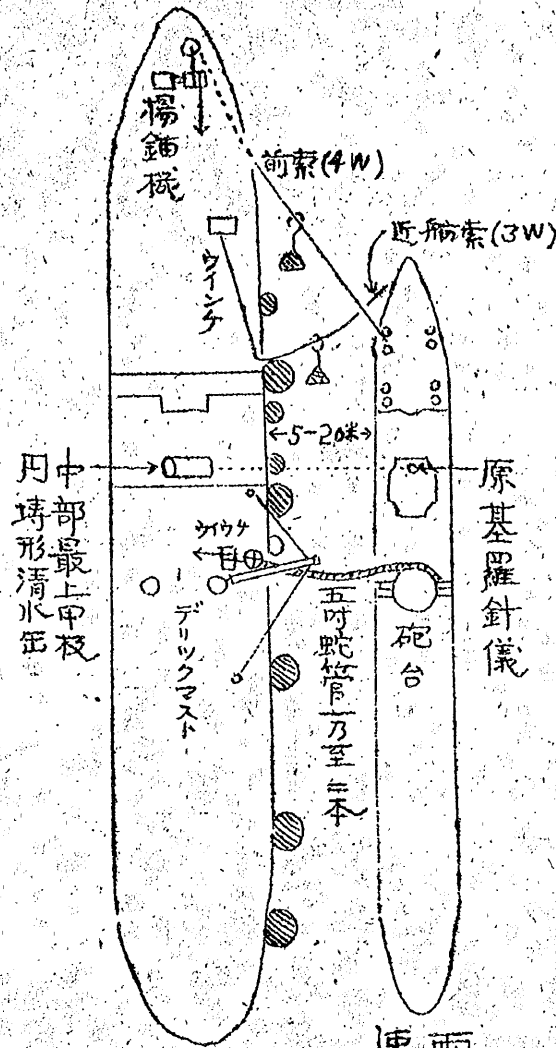 揚錨機
前索(4W)
近舫索(3W)
ウインチ
←5-20米→
中部最上甲板
円壔形清水缶
原基羅針儀
ウインチ
デリックマスト
五吋蛇管一乃至二本
砲台